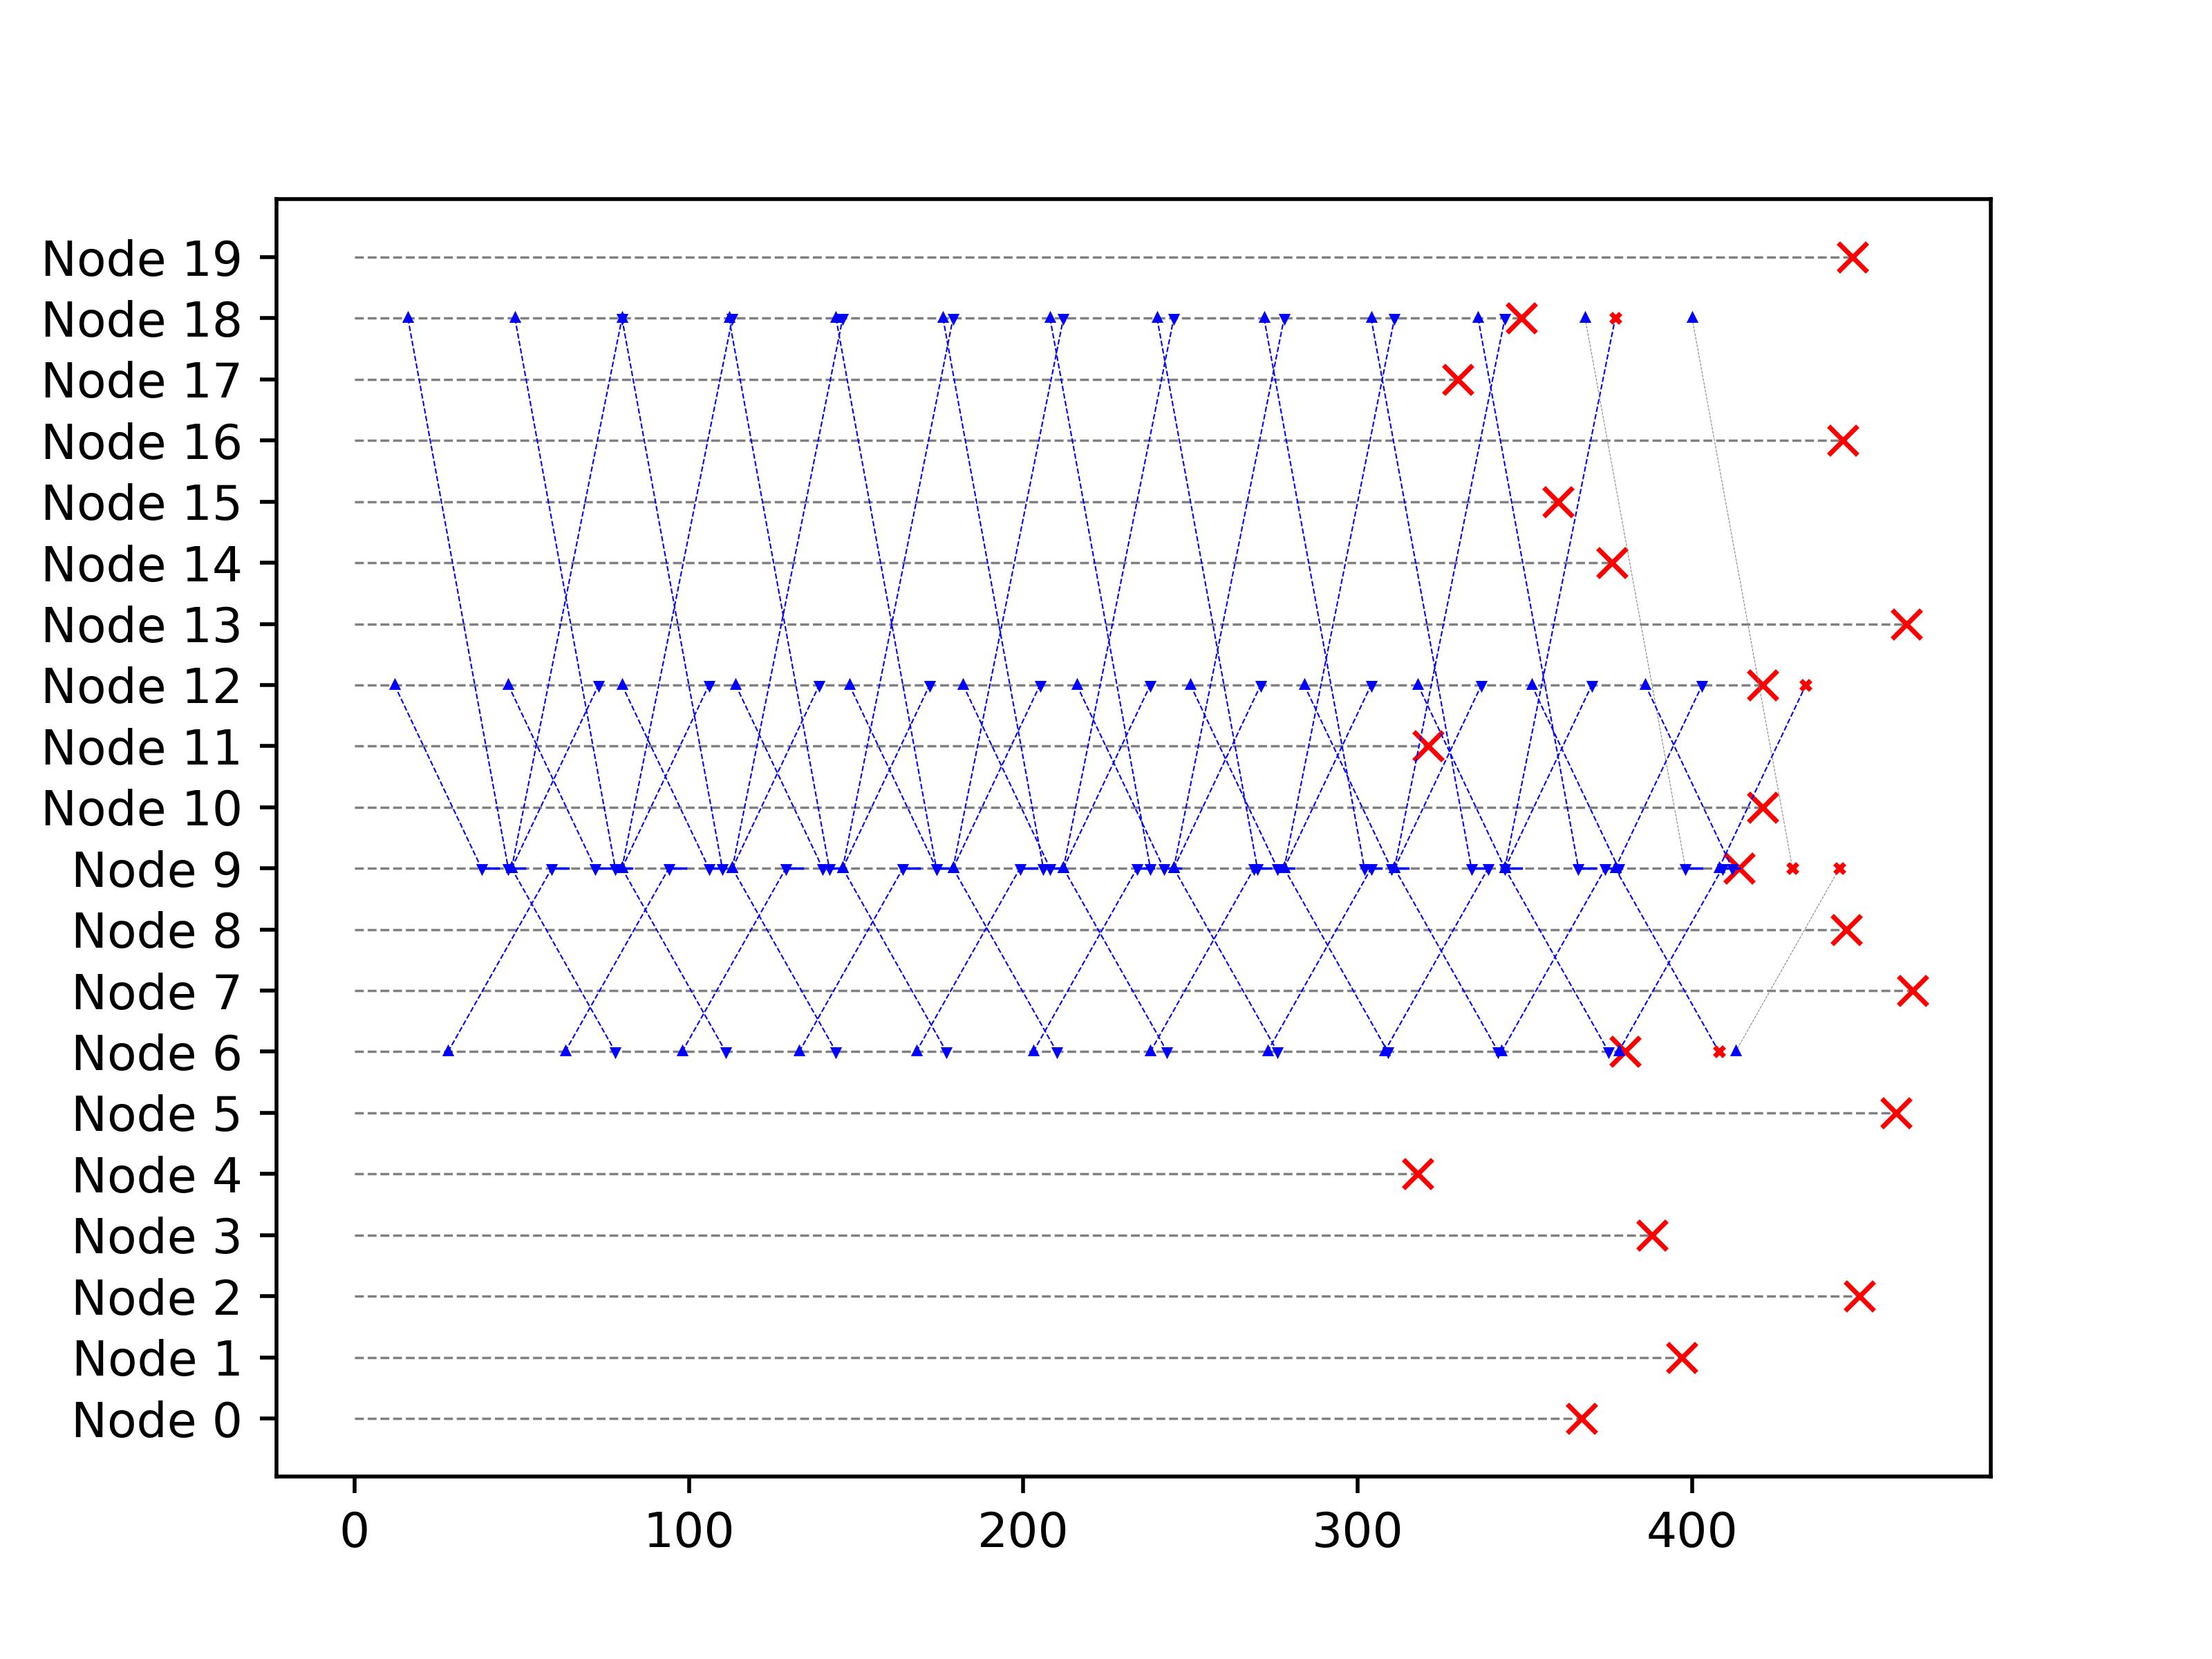 Node 19
Node 18
Node 17
Node 16
Node 15
Node 14
Node 13
Node 12
Node 11
Node 10
Node 9
Node 8
Node 7
Node 6
Node 5
Node 4
Node 3
Node 2
Node 1
Node 0
0 100 200 300 400